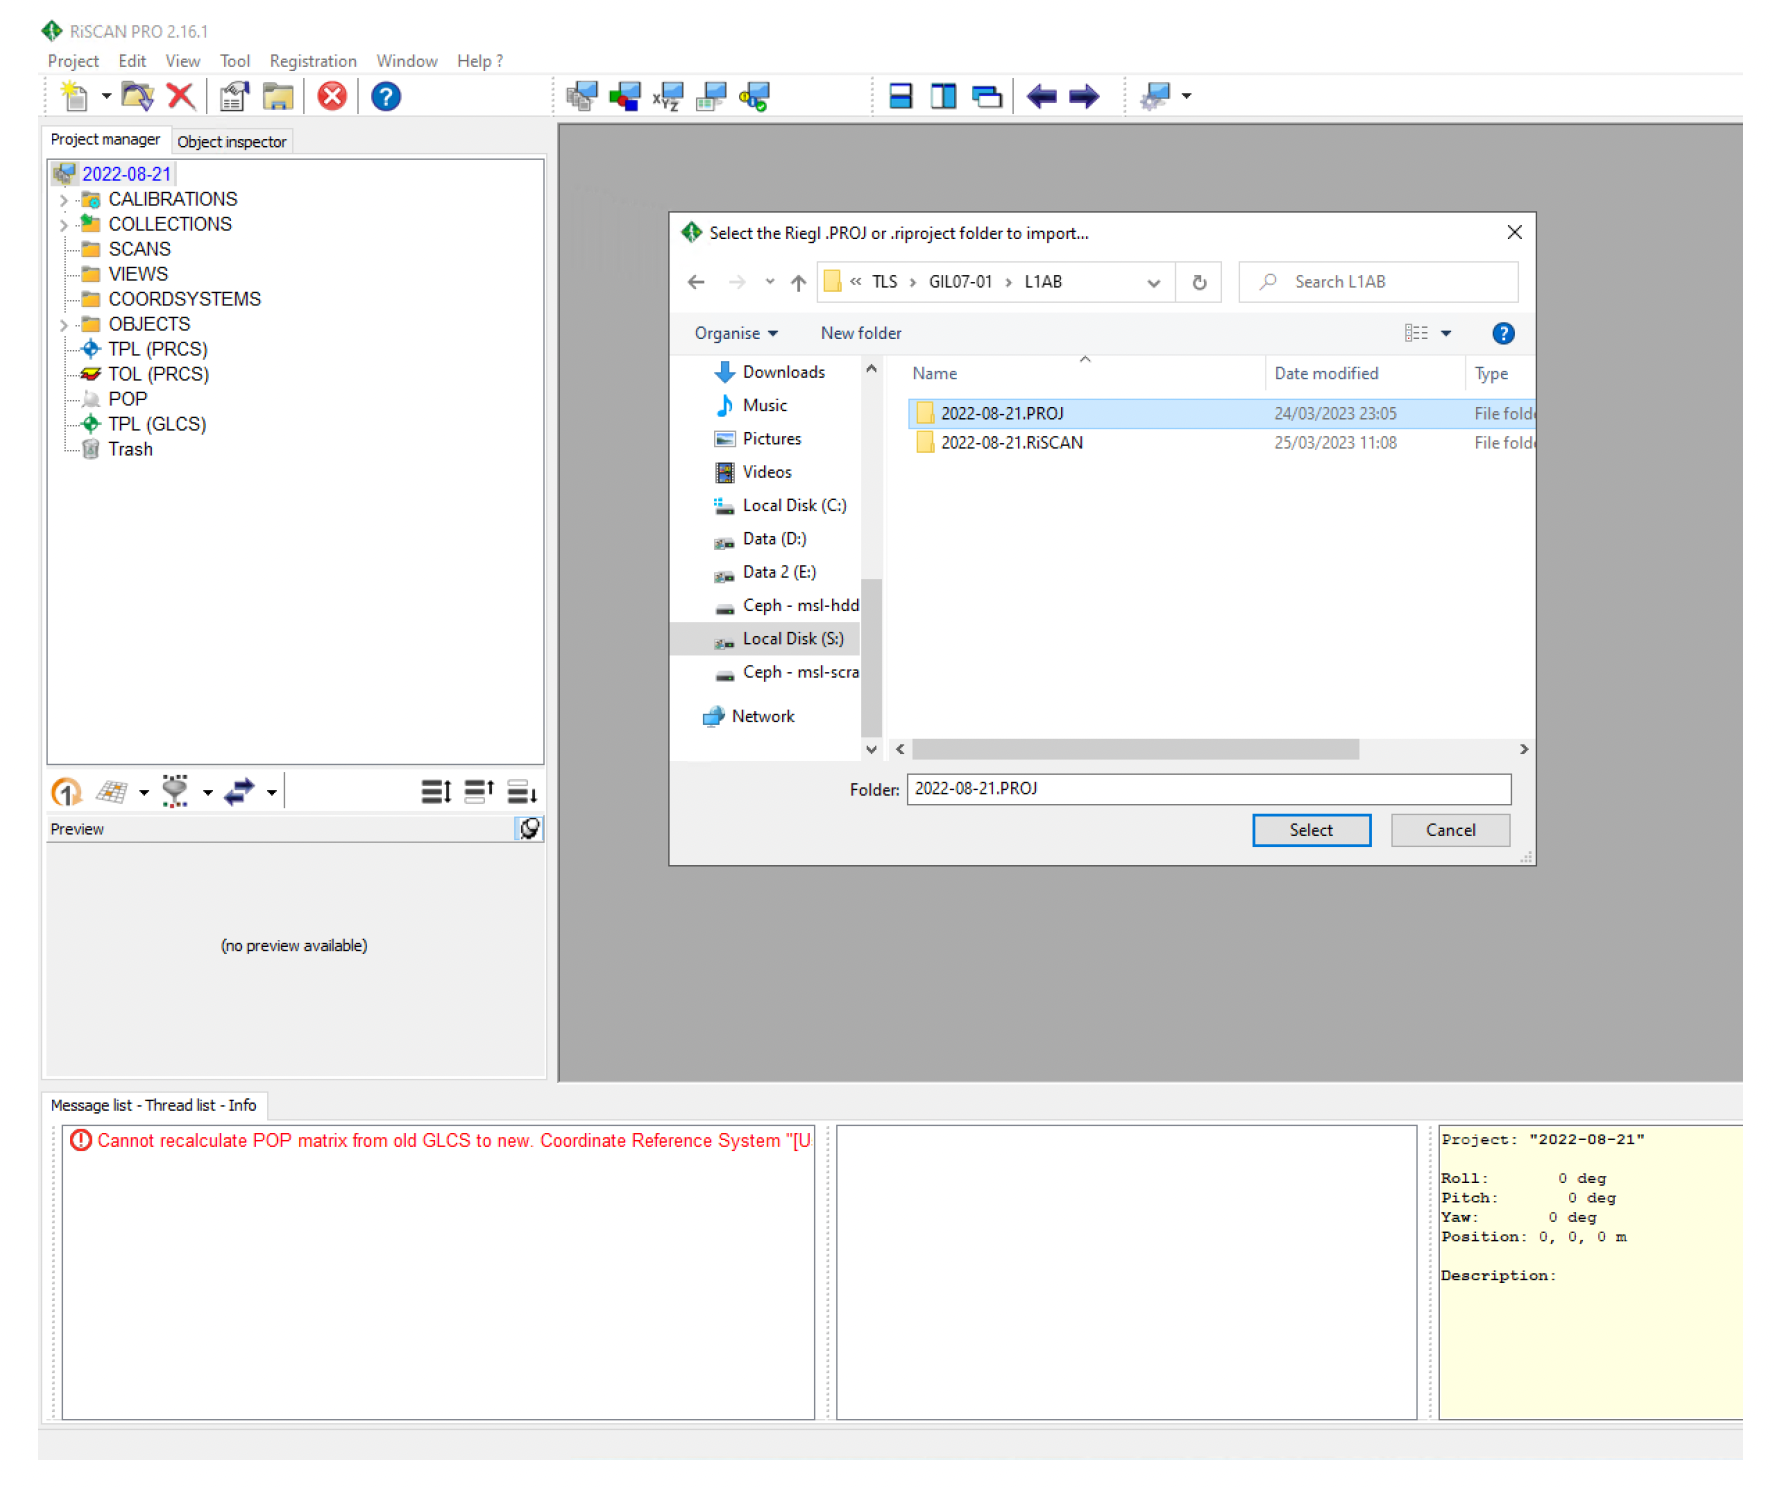 RiSCAN PRO 2.16.1
Project Edit View Tool Registration Window Help ?
Project manager Object inspector
2022-08-21
CALIBRATIONS
COLLECTIONS
SCANS
VIEWS
COORDSYSTEMS
OBJECTS
TPL (PRCS)
TOL (PRCS)
POP
TPL (GLCS)
Trash
Preview
(no preview available)
Select the Riegl .PROJ or .riproject folder to import...
« TLS › GIL07-01 › L1AB
Search L1AB
Organise New folder
Name Date modified Type
Downloads
Music
Pictures
Videos
Local Disk (C:)
Data (D:)
Data 2 (E:)
Ceph - msl-hdd
Local Disk (S:)
Ceph - msl-scra
Network
2022-08-21.PROJ 24/03/2023 23:05 File folde
2022-08-21.RiSCAN 25/03/2023 11:08 File folde
Folder: 2022-08-21.PROJ
Select Cancel
Message list - Thread list - Info
Cannot recalculate POP matrix from old GLCS to new. Coordinate Reference System "[U
Project: "2022-08-21"
Roll: 0 deg
Pitch: 0 deg
Yaw: 0 deg
Position: 0, 0, 0 m
Description: